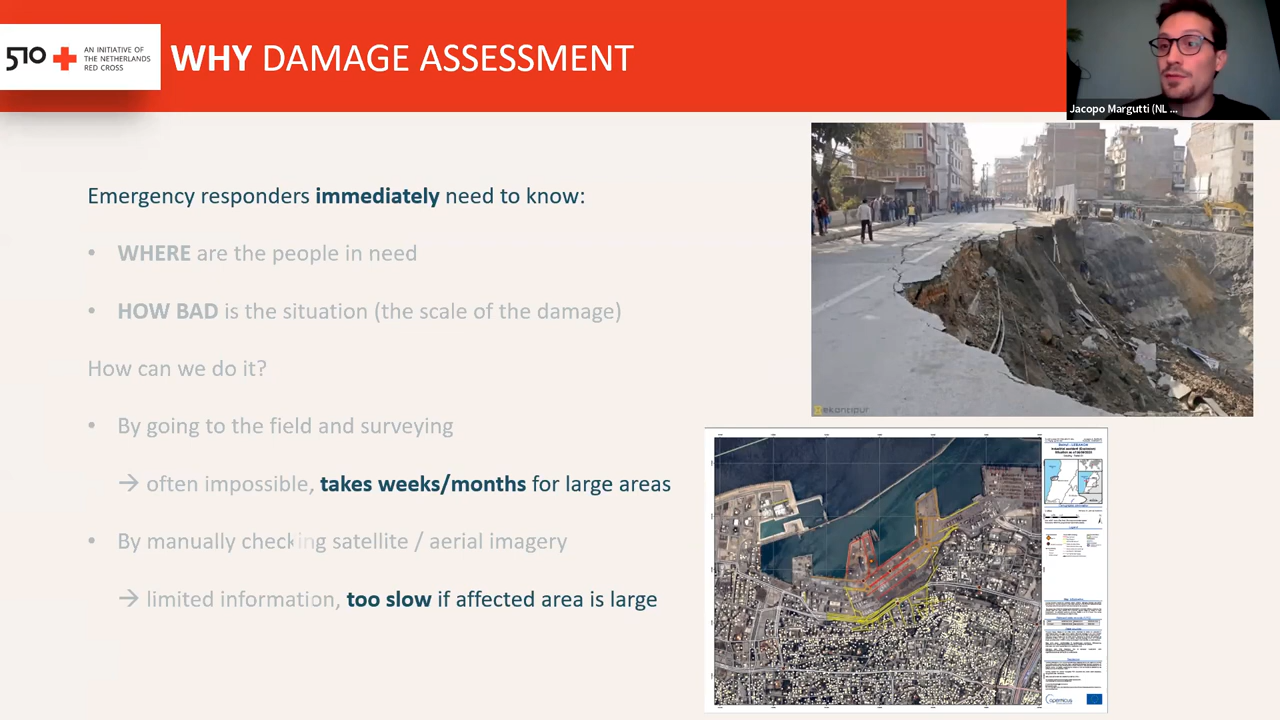 510
AN INITIATIVE OF
THE NETHERLANDS
RED CROSS
WHY DAMAGE ASSESSMENT
Jacopo Margutti (NL ...
Emergency responders immediately need to know:
• WHERE are the people in need
• HOW BAD is the situation (the scale of the damage)
How can we do it?
• By going to the field and surveying
→ often impossible, takes weeks/months for large areas
• By manually checking satellite / aerial imagery
→ limited information, too slow if affected area is large
ekantipur